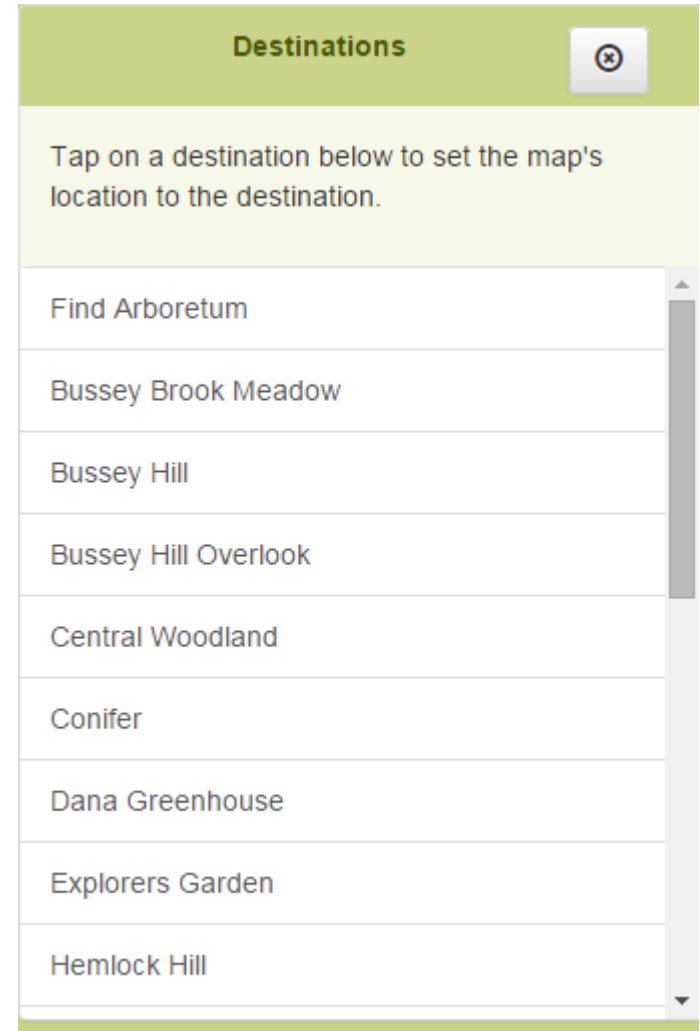 Destinations
Tap on a destination below to set the map's
location to the destination.
Find Arboretum
Bussey Brook Meadow
Bussey Hill
Bussey Hill Overlook
Central Woodland
Conifer
Dana Greenhouse
Explorers Garden
Hemlock Hill